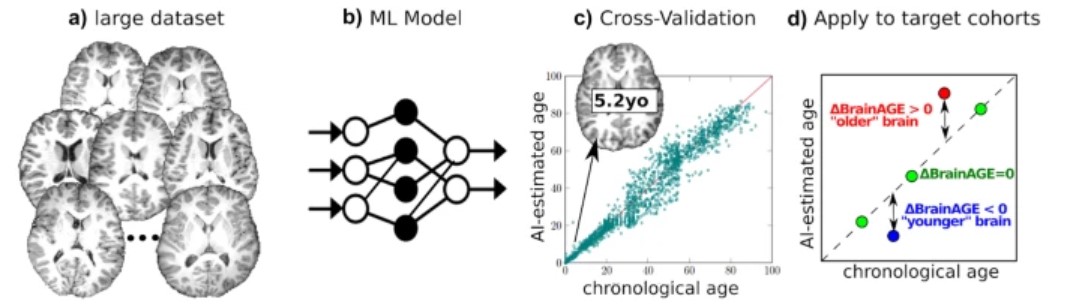 a) large dataset
b) ML Model
c) Cross-Validation
d) Apply to target cohorts
5.2yo
AI-estimated age
100
80
60
40
20
0
0 20 40 60 80 100
chronological age
AI-estimated age
ΔBrainAGE > 0
"older" brain
ΔBrainAGE=0
ΔBrainAGE < 0
"younger" brain
chronological age